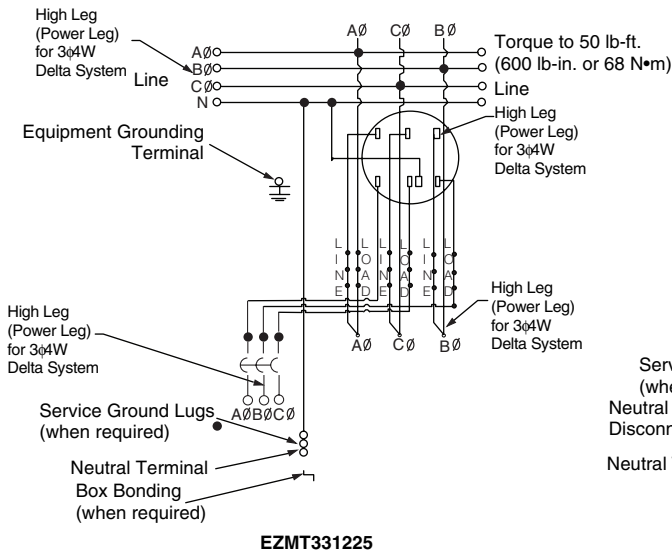 High Leg
(Power Leg)
for 3ϕ4W
Delta System
Line
AØ
BØ
CØ
N
AØ CØ BØ
Torque to 50 lb-ft.
(600 lb-in. or 68 N•m)
Line
High Leg
(Power Leg)
for 3ϕ4W
Delta System
Equipment Grounding
Terminal
LINE LOAD LINE LOAD LINE LOAD
High Leg
(Power Leg)
for 3ϕ4W
Delta System
AØ CØ BØ
High Leg
(Power Leg)
for 3ϕ4W
Delta System
AØBØCØ
Service Ground Lugs
(when required)
Neutral Terminal
Box Bonding
(when required)
Neutral
Neutral
EZMT331225